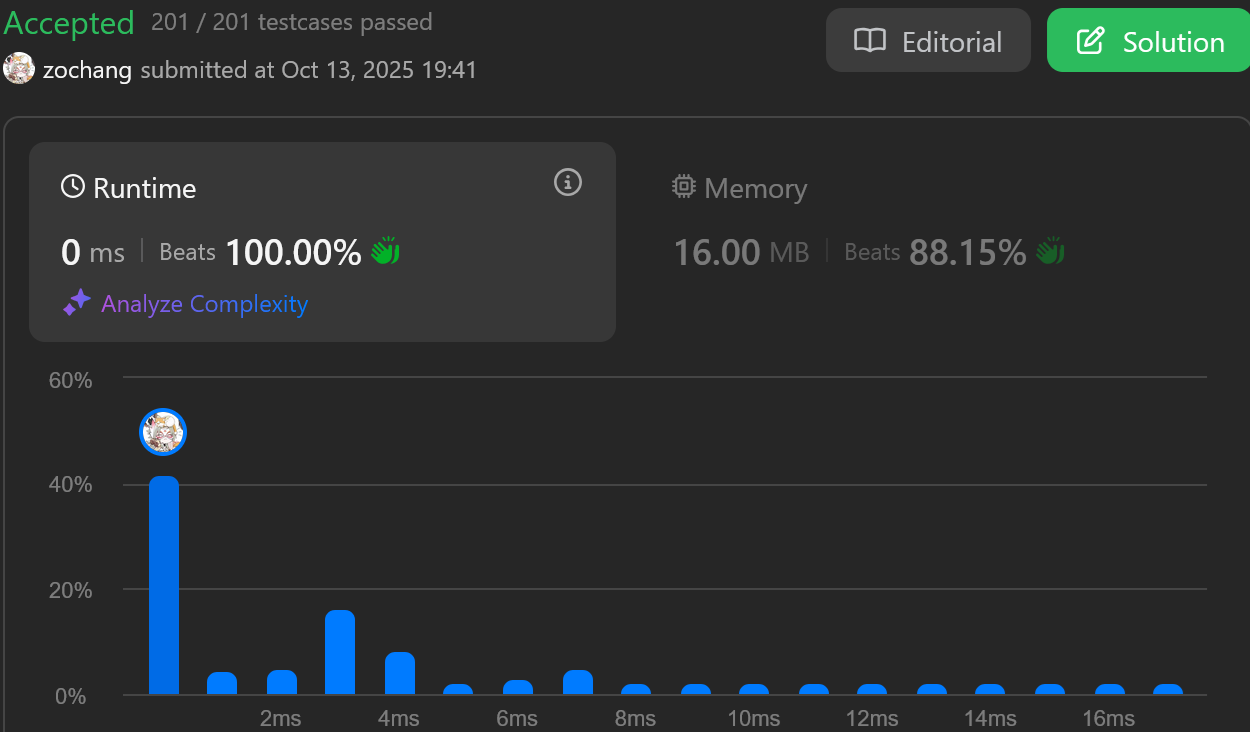 Accepted 201 / 201 testcases passed
Editorial
Solution
zochang submitted at Oct 13, 2025 19:41
Runtime
0 ms | Beats 100.00%
Analyze Complexity
Memory
16.00 MB | Beats 88.15%
60%
40%
20%
0%
2ms 4ms 6ms 8ms 10ms 12ms 14ms 16ms